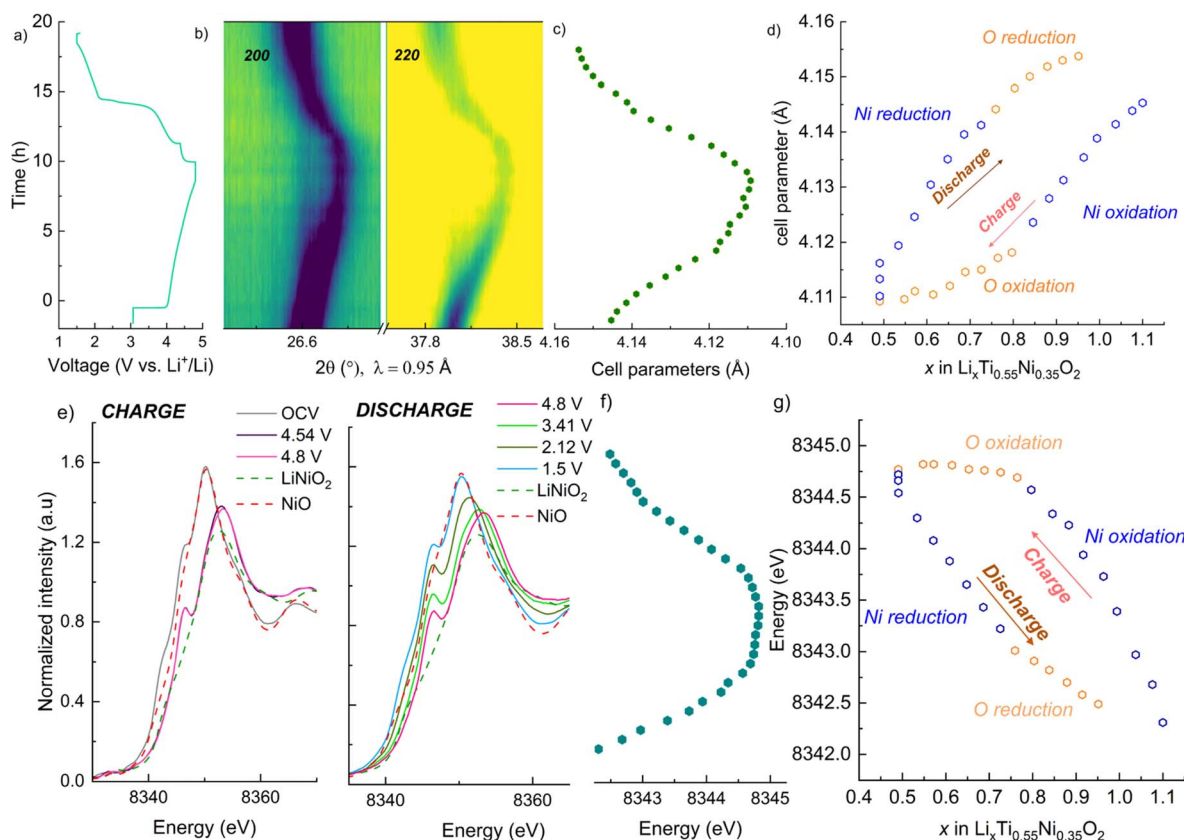 a)
20
15
10
5
0
Time (h)
1 2 3 4 5
Voltage (V vs. Li⁺/Li)
b)
200
220
26.6 37.8 38.5
2θ (°), λ = 0.95 Å
c)
4.16 4.14 4.12 4.10
Cell parameters (Å)
d)
4.16
4.15
4.14
4.13
4.12
4.11
cell parameter (Å)
O reduction
Ni reduction
Discharge
Charge
Ni oxidation
O oxidation
0.4 0.5 0.6 0.7 0.8 0.9 1.0 1.1
x in LiₓTi₀.₅₅Ni₀.₃₅O₂
e)
CHARGE
OCV
4.54 V
4.8 V
LiNiO₂
NiO
1.6
1.2
0.8
0.4
0.0
Normalized intensity (a.u)
8340 8360
Energy (eV)
DISCHARGE
4.8 V
3.41 V
2.12 V
1.5 V
LiNiO₂
NiO
8340 8360
Energy (eV)
f)
8343 8344 8345
Energy (eV)
g)
8345.0
8344.5
8344.0
8343.5
8343.0
8342.5
8342.0
Energy (eV)
O oxidation
Ni oxidation
Charge
Discharge
Ni reduction
O reduction
0.4 0.5 0.6 0.7 0.8 0.9 1.0 1.1
x in LiₓTi₀.₅₅Ni₀.₃₅O₂